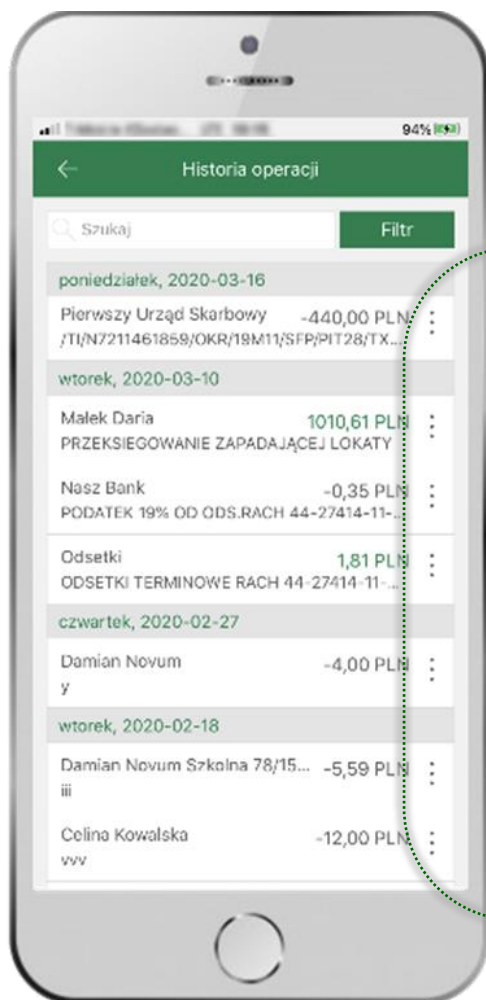 94%
Historia operacji
Szukaj
Filtr
poniedziałek, 2020-03-16
Pierwszy Urząd Skarbowy -440,00 PLN
/TI/N7211461859/OKR/19M11/SFP/PIT28/TX...
wtorek, 2020-03-10
Małek Daria 1010,61 PLN
PRZEKSIEGOWANIE ZAPADAJĄCEJ LOKATY
Nasz Bank -0,35 PLN
PODATEK 19% OD ODS.RACH 44-27414-11-...
Odsetki 1,81 PLN
ODSETKI TERMINOWE RACH 44-27414-11-...
czwartek, 2020-02-27
Damian Novum -4,00 PLN
y
wtorek, 2020-02-18
Damian Novum Szkolna 78/15... -5,59 PLN
iii
Celina Kowalska -12,00 PLN
vvv